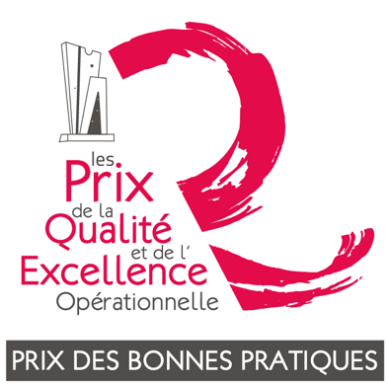 les
Prix
de la
Qualité
et de l'
Excellence
Opérationnelle
PRIX DES BONNES PRATIQUES